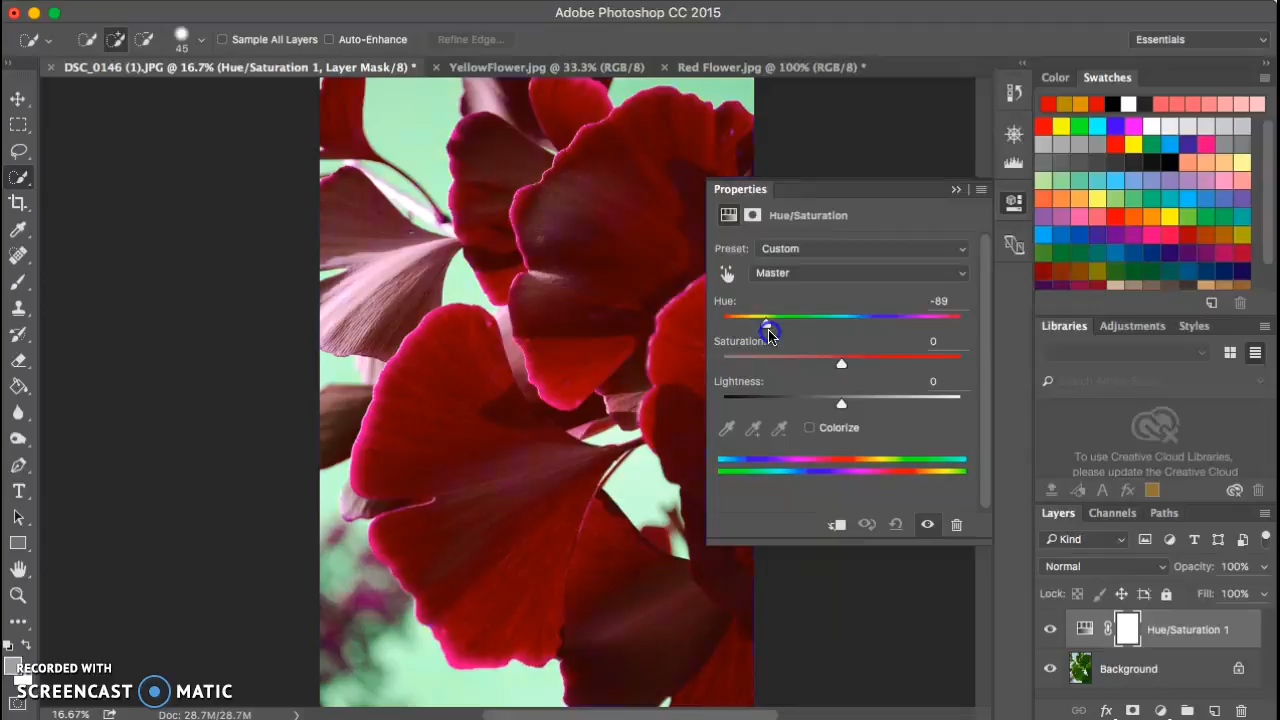 Adobe Photoshop CC 2015
45 Sample All Layers Auto-Enhance Refine Edge... Essentials
DSC_0146 (1).JPG @ 16.7% (Hue/Saturation 1, Layer Mask/8) * YellowFlower.jpg @ 33.3% (RGB/8) Red Flower.jpg @ 100% (RGB/8) *
Color Swatches
Properties
Hue/Saturation
Preset: Custom
Master
Hue: -89
Saturation: 0
Lightness: 0
Colorize
Libraries Adjustments Styles
To use Creative Cloud Libraries,
please update the Creative Cloud
Layers Channels Paths
Kind
Normal Opacity: 100%
Lock: Fill: 100%
Hue/Saturation 1
Background
RECORDED WITH
SCREENCAST MATIC
16.67% Doc: 28.7M/28.7M